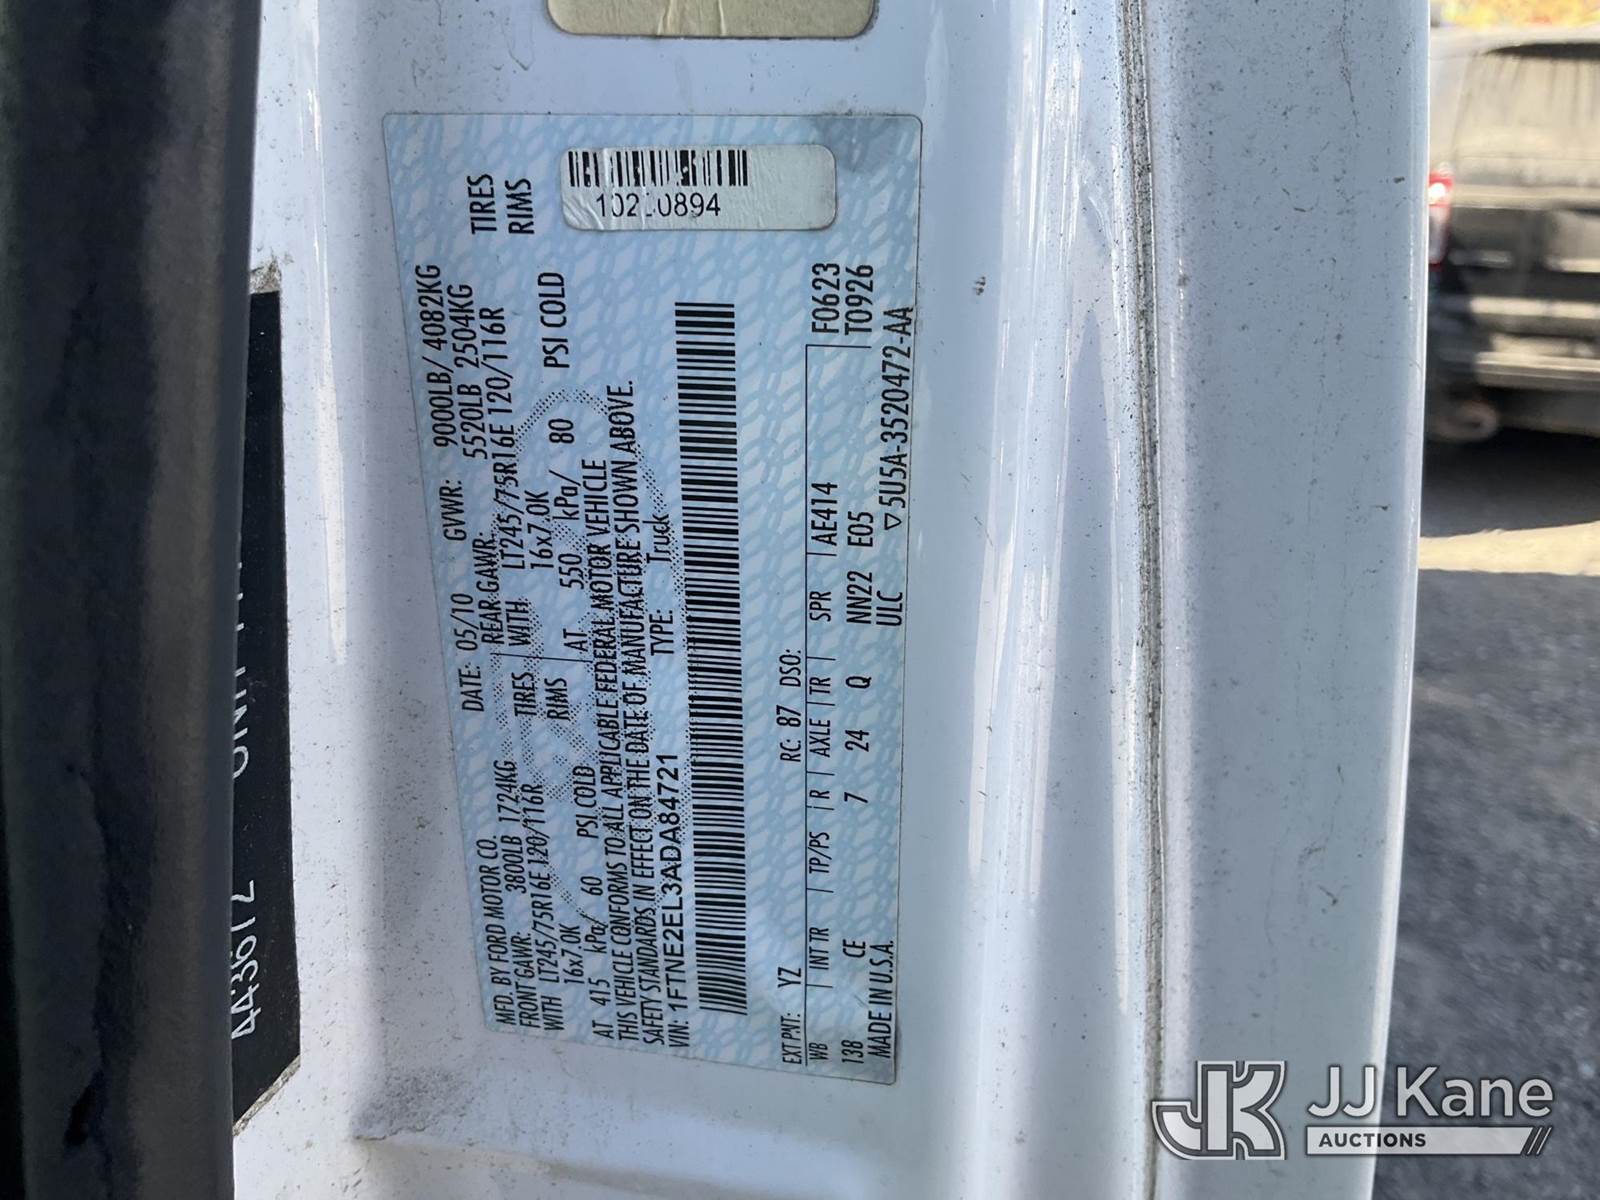 MFD. BY FORD MOTOR CO. DATE: 05/10 GVWR: 9000LB/ 4082KG
FRONT GAWR: 3800LB 1724KG REAR GAWR: 5520LB 2504KG
WITH LT245/75R16E 120/116R TIRES WITH LT245/75R16E 120/116R TIRES
16x7.0K RIMS 16x7.0K RIMS
AT 415 kPa/ 60 PSI COLD AT 550 kPa/ 80 PSI COLD
THIS VEHICLE CONFORMS TO ALL APPLICABLE FEDERAL MOTOR VEHICLE
SAFETY STANDARDS IN EFFECT ON THE DATE OF MANUFACTURE SHOWN ABOVE.
VIN: 1FTNE2EL3ADA84721 TYPE: Truck
10220894
EXT PNT: YZ RC: 87 DSO: F0623
WB | INT TR | TP/PS | R | AXLE | TR | SPR | AE414 T0926
138 CE 7 24 Q NN22 E05
MADE IN U.S.A. ULC ▽5U5A-3520472-AA
443612
JK JJ Kane
AUCTIONS